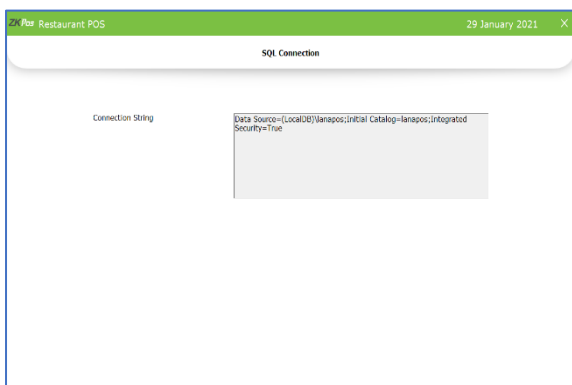 ZKPos Restaurant POS 29 January 2021 X
SQL Connection
Connection String
Data Source=(LocalDB)\lanapos;Initial Catalog=lanapos;Integrated
Security=True